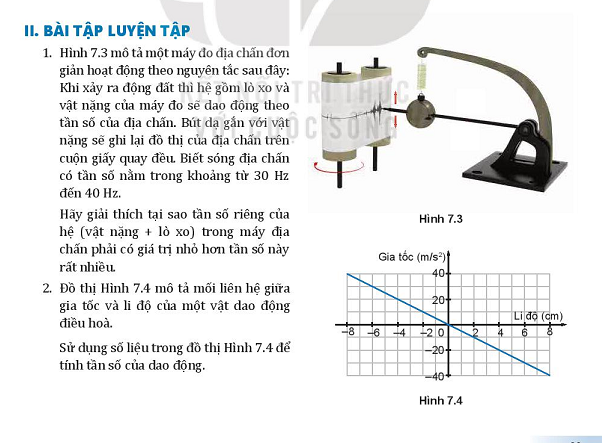 II. BÀI TẬP LUYỆN TẬP
1. Hình 7.3 mô tả một máy đo địa chấn đơn
giản hoạt động theo nguyên tắc sau đây:
Khi xảy ra động đất thì hệ gồm lò xo và
vật nặng của máy đo sẽ dao động theo
tần số của địa chấn. Bút dạ gắn với vật
nặng sẽ ghi lại đồ thị của địa chấn trên
cuộn giấy quay đều. Biết sóng địa chấn
có tần số nằm trong khoảng từ 30 Hz
đến 40 Hz.
Hãy giải thích tại sao tần số riêng của
hệ (vật nặng + lò xo) trong máy địa
chấn phải có giá trị nhỏ hơn tần số này
rất nhiều.
2. Đồ thị Hình 7.4 mô tả mối liên hệ giữa
gia tốc và li độ của một vật dao động
điều hoà.
Sử dụng số liệu trong đồ thị Hình 7.4 để
tính tần số của dao động.
KẾT NỐI TRI THỨC
VỚI CUỘC SỐNG
Hình 7.3
Gia tốc (m/s²)
40
20
Li độ (cm)
−8 −6 −4 −2 0 2 4 6 8
−20
−40
Hình 7.4